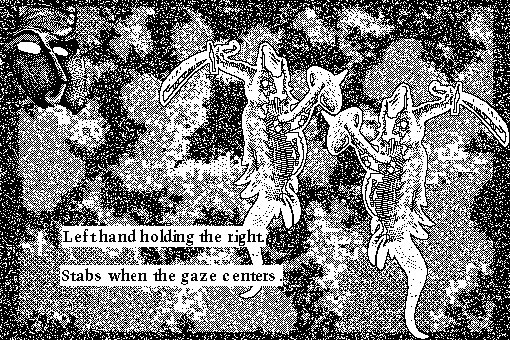 Left hand holding the right.
Stabs when the gaze centers.